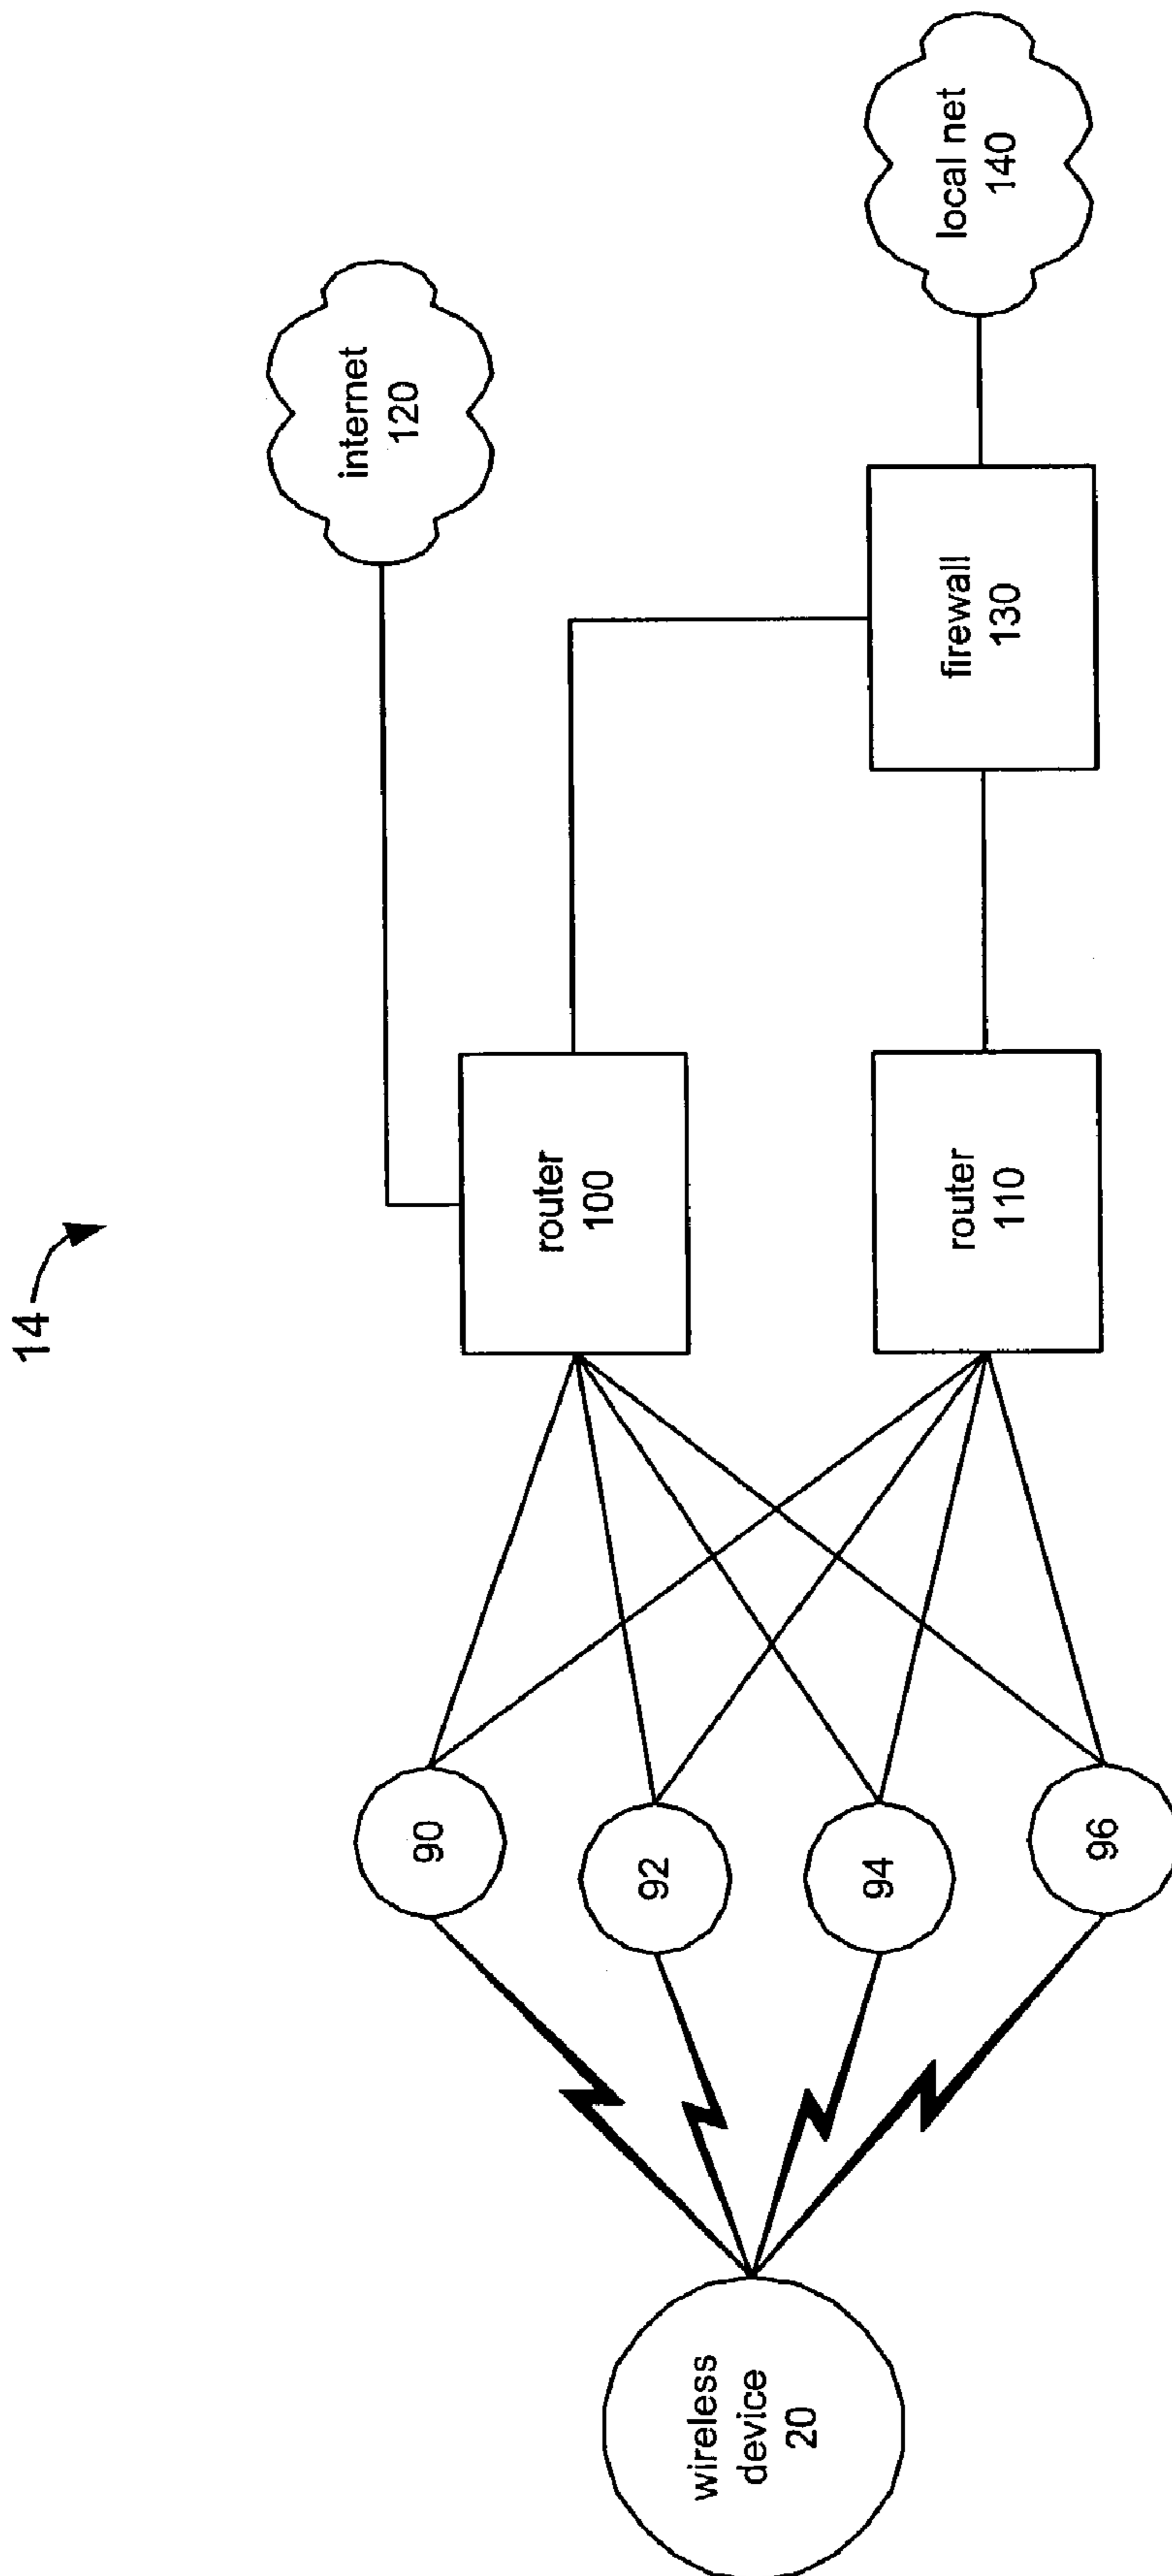 14
internet
120
local net
140
router
100
firewall
130
router
110
90
92
94
96
wireless
device
20